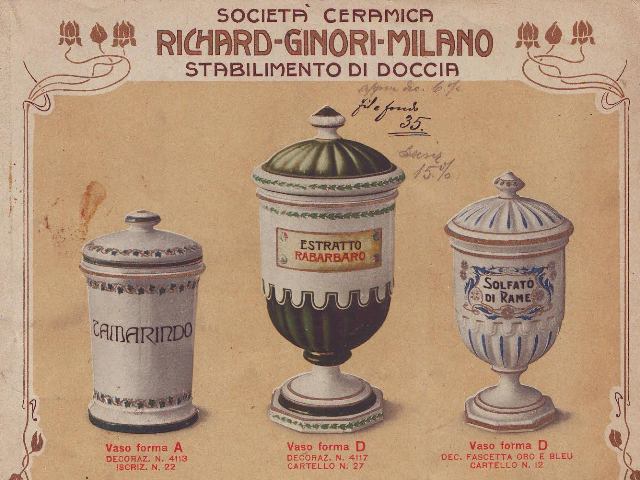 SOCIETÀ CERAMICA
RICHARD-GINORI-MILANO
STABILIMENTO DI DOCCIA
35.
15%
ESTRATTO
RABARBARO
TAMARINDO
SOLFATO
DI RAME
Vaso forma A
DECORAZ. N. 4113
ISCRIZ. N. 22
Vaso forma D
DECORAZ. N. 4117
CARTELLO N. 27
Vaso forma D
DEC. FASCETTA ORO E BLEU
CARTELLO N. 12